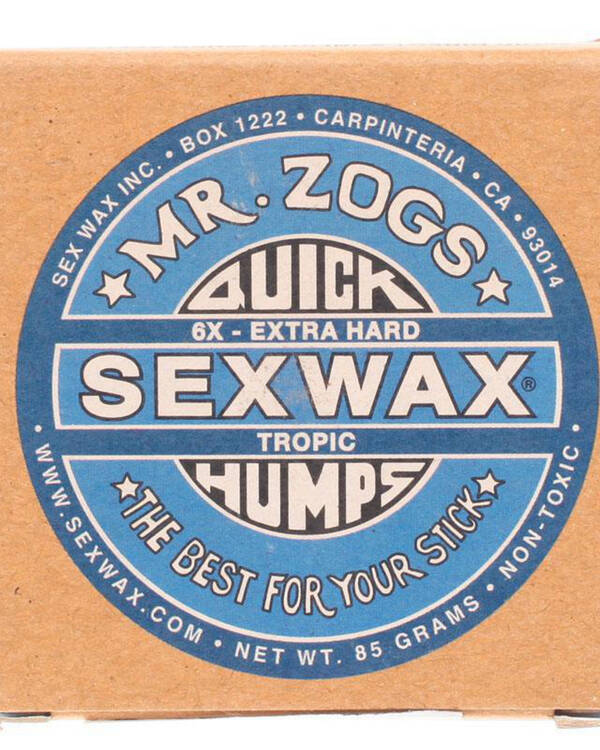 SEX WAX INC. • BOX 1222 • CARPINTERIA • CA • 93014
MR. ZOGS
QUICK
6X - EXTRA HARD
SEXWAX®
TROPIC
HUMPS
THE BEST FOR YOUR STICK
• WWW.SEXWAX.COM • NET WT. 85 GRAMS • NON-TOXIC •